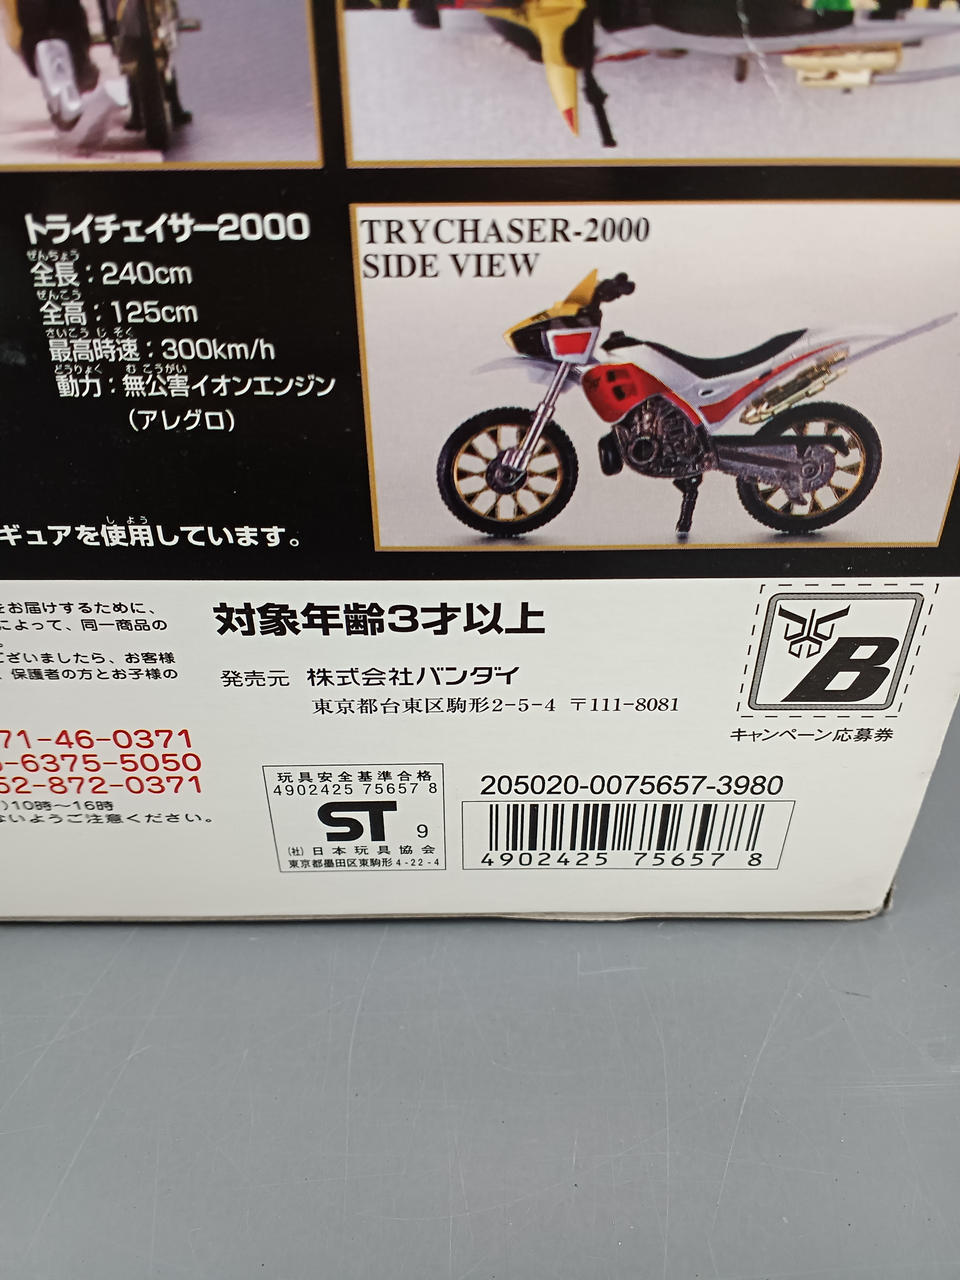 トライチェイサー2000
ぜんちょう
全長：240cm
ぜんこう
全高：125cm
さいこう じ そく
最高時速：300km/h
どうりょく む こうがい
動力：無公害イオンエンジン
（アレグロ）
TRYCHASER-2000
SIDE VIEW
しよう
ギュアを使用しています。
をお届けするために、
によって、同一商品の
ございましたら、お客様
、保護者の方とお子様の
71-46-0371
6375-5050
52-872-0371
）10時〜16時
ないようご注意ください。
対象年齢3才以上
発売元 株式会社バンダイ
東京都台東区駒形2-5-4 〒111-8081
B
キャンペーン応募券
玩具安全基準合格
4902425 75657 8
ST 9
（社）日本玩具協会
東京都墨田区東駒形4-22-4
205020-0075657-3980
4902425 75657 8